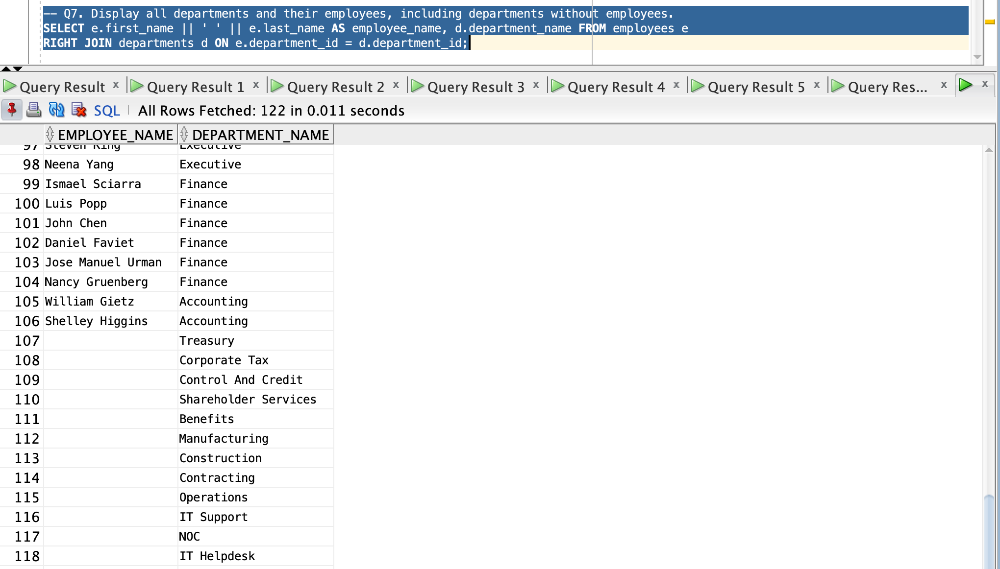 -- Q7. Display all departments and their employees, including departments without employees.
SELECT e.first_name || ' ' || e.last_name AS employee_name, d.department_name FROM employees e
RIGHT JOIN departments d ON e.department_id = d.department_id;
Query Result x Query Result 1 x Query Result 2 x Query Result 3 x Query Result 4 x Query Result 5 x Query Res... x x
SQL All Rows Fetched: 122 in 0.011 seconds
EMPLOYEE_NAME DEPARTMENT_NAME
97 Steven King Executive
98 Neena Yang Executive
99 Ismael Sciarra Finance
100 Luis Popp Finance
101 John Chen Finance
102 Daniel Faviet Finance
103 Jose Manuel Urman Finance
104 Nancy Gruenberg Finance
105 William Gietz Accounting
106 Shelley Higgins Accounting
107 Treasury
108 Corporate Tax
109 Control And Credit
110 Shareholder Services
111 Benefits
112 Manufacturing
113 Construction
114 Contracting
115 Operations
116 IT Support
117 NOC
118 IT Helpdesk